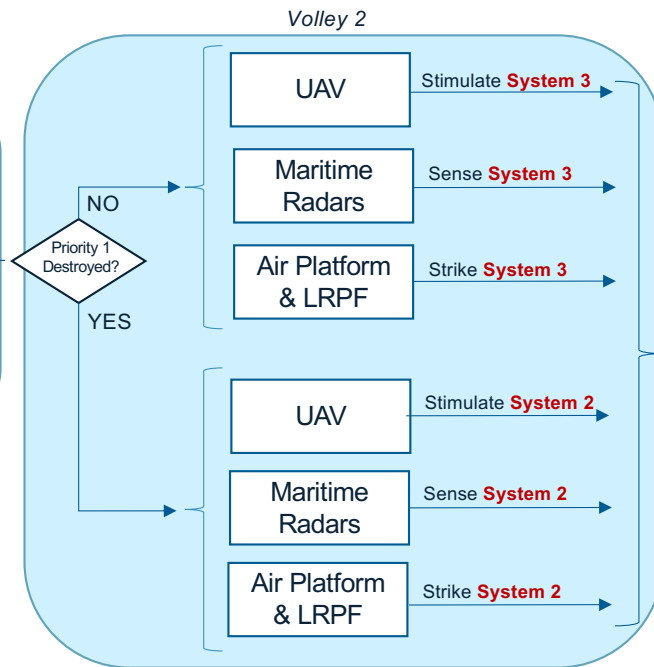 Volley 2
UAV
Stimulate System 3
NO
Maritime
Radars
Sense System 3
Priority 1
Destroyed?
Air Platform
& LRPF
Strike System 3
YES
UAV
Stimulate System 2
Maritime
Radars
Sense System 2
Air Platform
& LRPF
Strike System 2